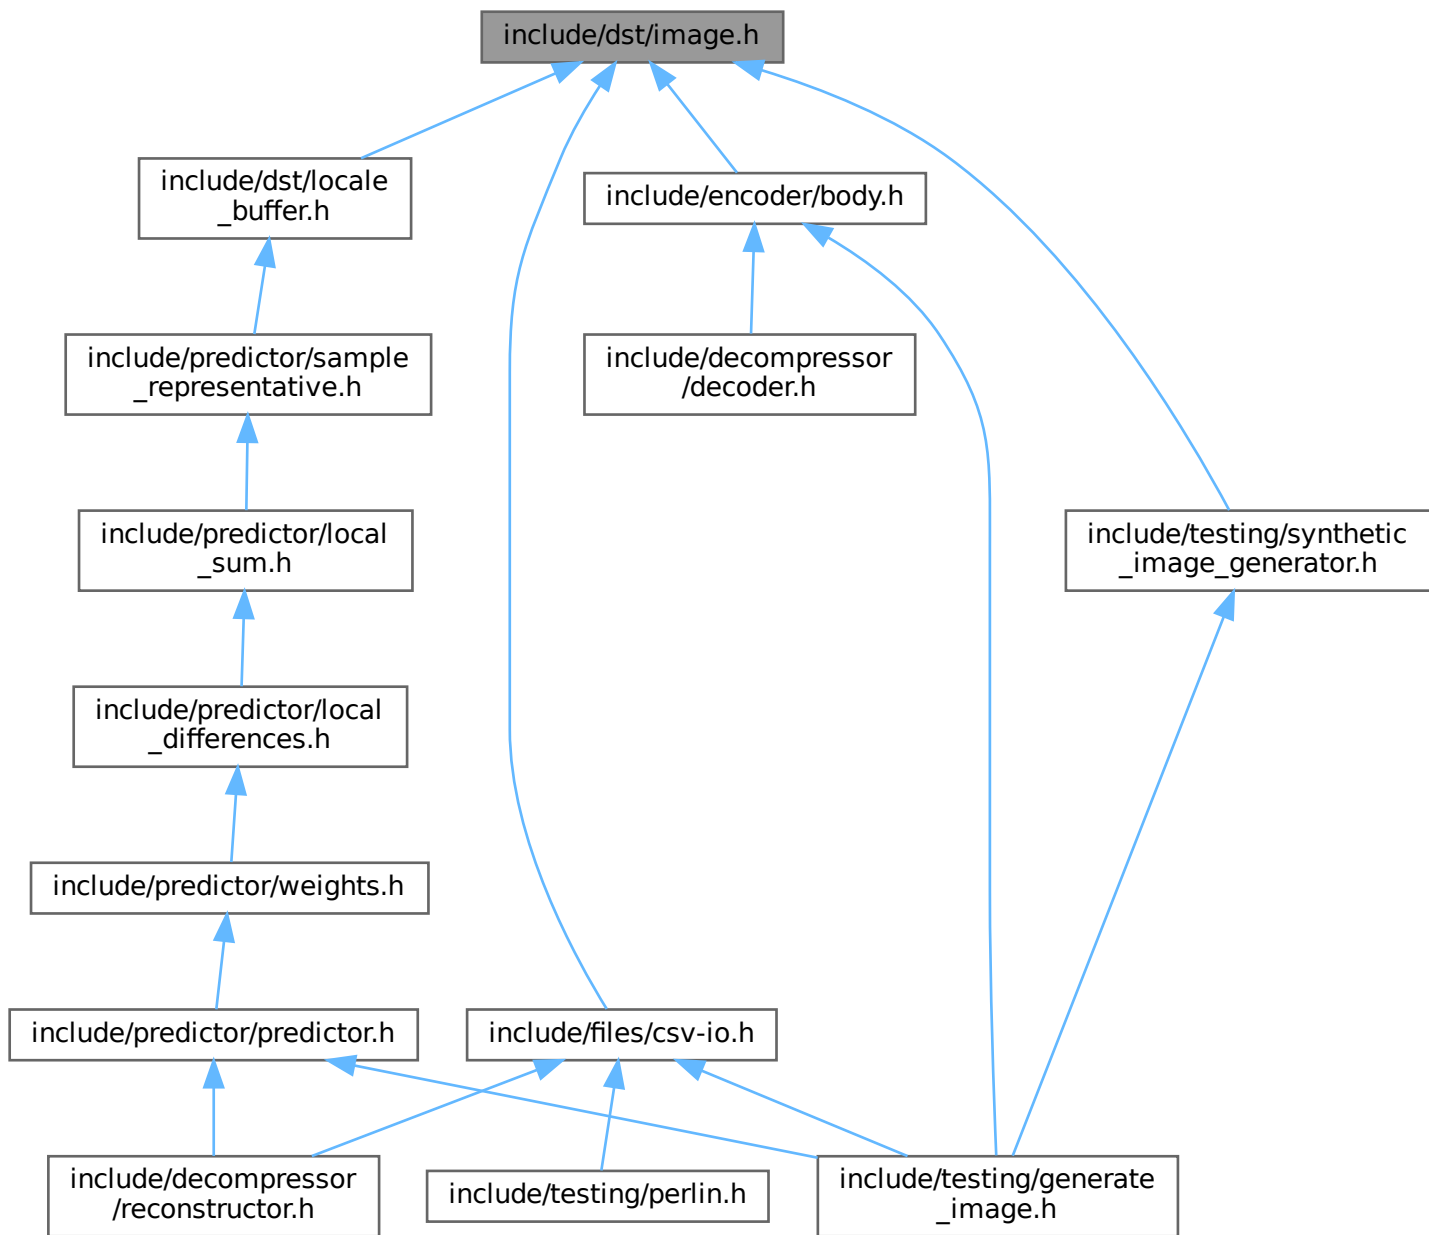 include/dst/image.h
include/dst/locale
_buffer.h
include/encoder/body.h
include/predictor/sample
_representative.h
include/decompressor
/decoder.h
include/predictor/local
_sum.h
include/testing/synthetic
_image_generator.h
include/predictor/local
_differences.h
include/predictor/weights.h
include/predictor/predictor.h
include/files/csv-io.h
include/decompressor
/reconstructor.h
include/testing/perlin.h
include/testing/generate
_image.h